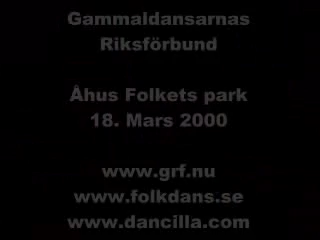 Gammaldansarnas
Riksförbund
Åhus Folkets park
18. Mars 2000
www.grf.nu
www.folkdans.se
www.dancilla.com